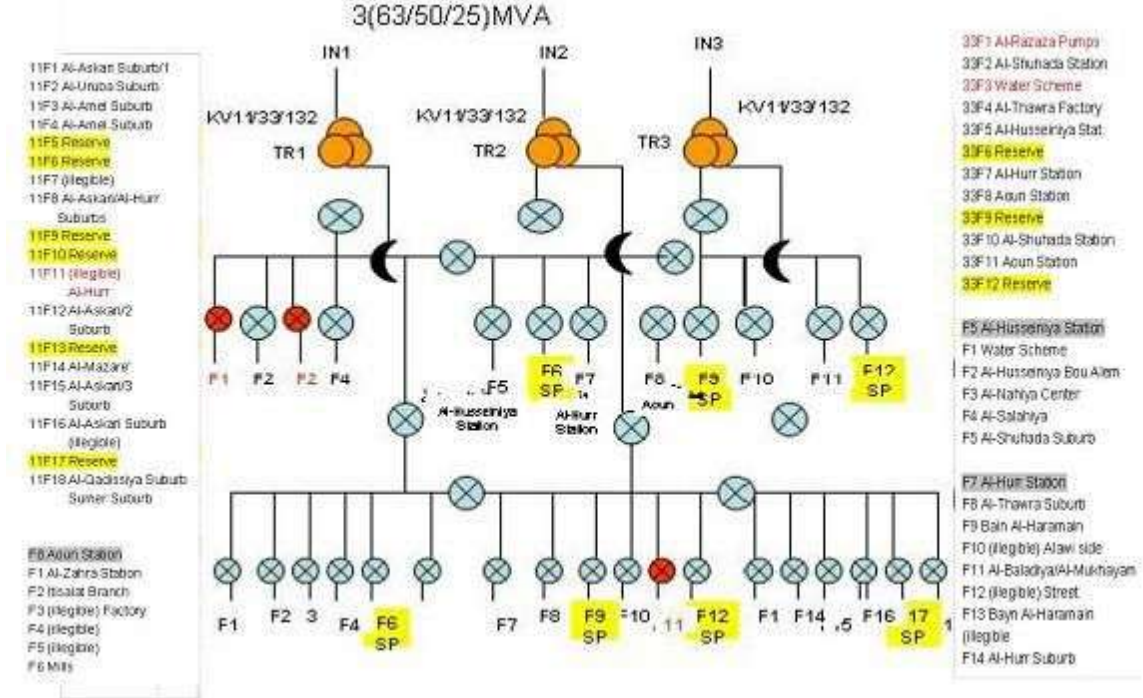 3(63/50/25)MVA
IN1
IN2
IN3
KV11/33/132
KV11/33/132
KV11/33/132
TR1
TR2
TR3
11F1 Al-Askari Suburb/1
11F2 Al-Uruba Suburb
11F3 Al-Amel Suburb
11F4 Al-Amel Suburb
11F5 Reserve
11F6 Reserve
11F7 (illegible)
11F8 Al-Askari/Al-Hurr
Suburbs
11F9 Reserve
11F10 Reserve
11F11 (illegible)
Al-Hurr
11F12 Al-Askari/2
Suburb
11F13 Reserve
11F14 Al-Mazare'
11F15 Al-Askari/3
Suburb
11F16 Al-Askari Suburb
(illegible)
11F17 Reserve
11F18 Al-Qadissiya Suburb
Sumer Suburb
F8 Aoun Station
F1 Al-Zahra Station
F2 Itisalat Branch
F3 (illegible) Factory
F4 (illegible)
F5 (illegible)
F6 Mills
F1
F2
F2
F4
F5
F6
SP
F7
F8
F9
SP
F10
F11
F12
SP
Al-Husseiniya
Station
Al-Hurr
Station
Aoun
F1
F2
3
F4
F6
SP
F7
F8
F9
SP
F10
11
F12
SP
F1
F14
F16
17
SP
1
33F1 Al-Razaza Pumps
33F2 Al-Shuhada Station
33F3 Water Scheme
33F4 Al-Thawra Factory
33F5 Al-Husseiniya Stat.
33F6 Reserve
33F7 Al-Hurr Station
33F8 Aoun Station
33F9 Reserve
33F10 Al-Shuhada Station
33F11 Aoun Station
33F12 Reserve
F5 Al-Husseniya Station
F1 Water Scheme
F2 Al-Husseinya Bou Alem
F3 Al-Nahiya Center
F4 Al-Salahiya
F5 Al-Shuhada Suburb
F7 Al-Hurr Station
F8 Al-Thawra Suburb
F9 Bain Al-Haramain
F10 (illegible) Alawi side
F11 Al-Baladiya/Al-Mukhayam
F12 (illegible) Street
F13 Bayn Al-Haramain
(illegible
F14 Al-Hurr Suburb